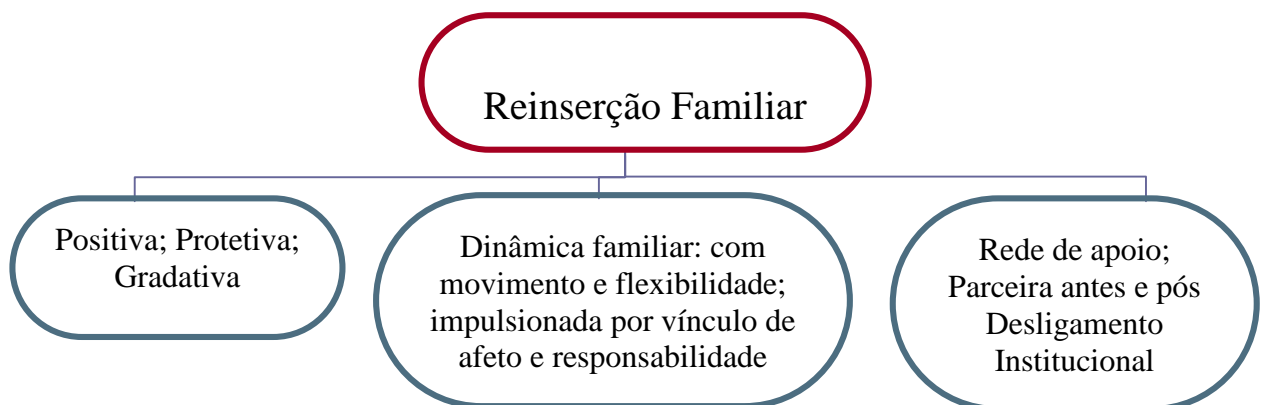 Reinserção Familiar
Positiva; Protetiva;
Gradativa
Dinâmica familiar: com
movimento e flexibilidade;
impulsionada por vínculo de
afeto e responsabilidade
Rede de apoio;
Parceira antes e pós
Desligamento
Institucional